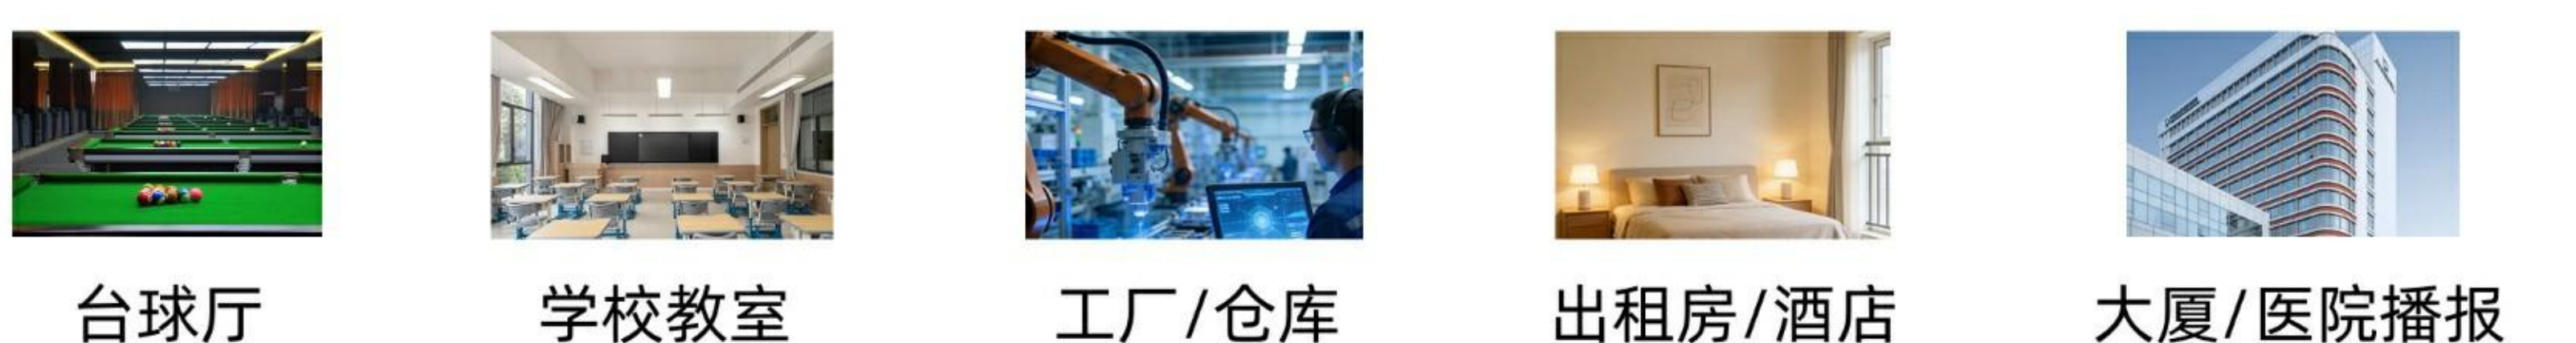 台球厅
学校教室
工厂/仓库
出租房/酒店
大厦/医院播报